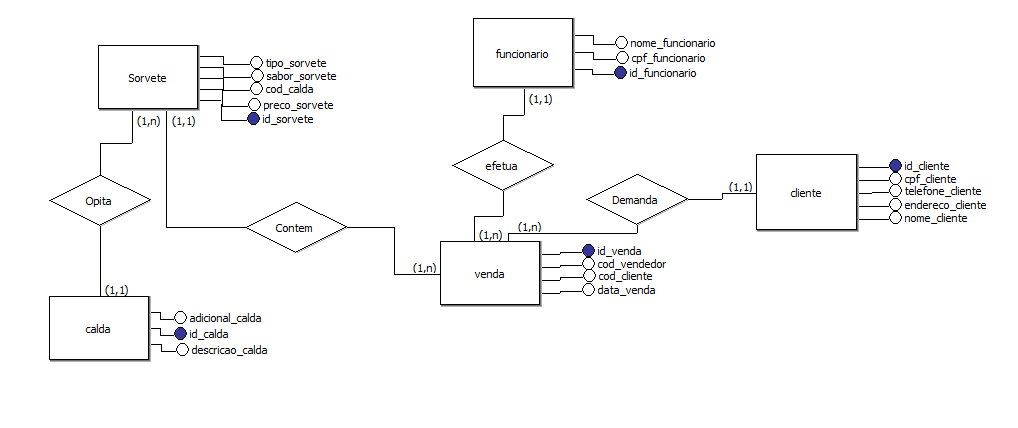 Sorvete
tipo_sorvete
sabor_sorvete
cod_calda
preco_sorvete
id_sorvete
(1,n)
(1,1)
funcionario
nome_funcionario
cpf_funcionario
id_funcionario
(1,1)
efetua
Opita
Contem
Demanda
(1,1)
cliente
id_cliente
cpf_cliente
telefone_cliente
endereco_cliente
nome_cliente
(1,n)
(1,n)
(1,n)
venda
id_venda
cod_vendedor
cod_cliente
data_venda
(1,1)
calda
adicional_calda
id_calda
descricao_calda